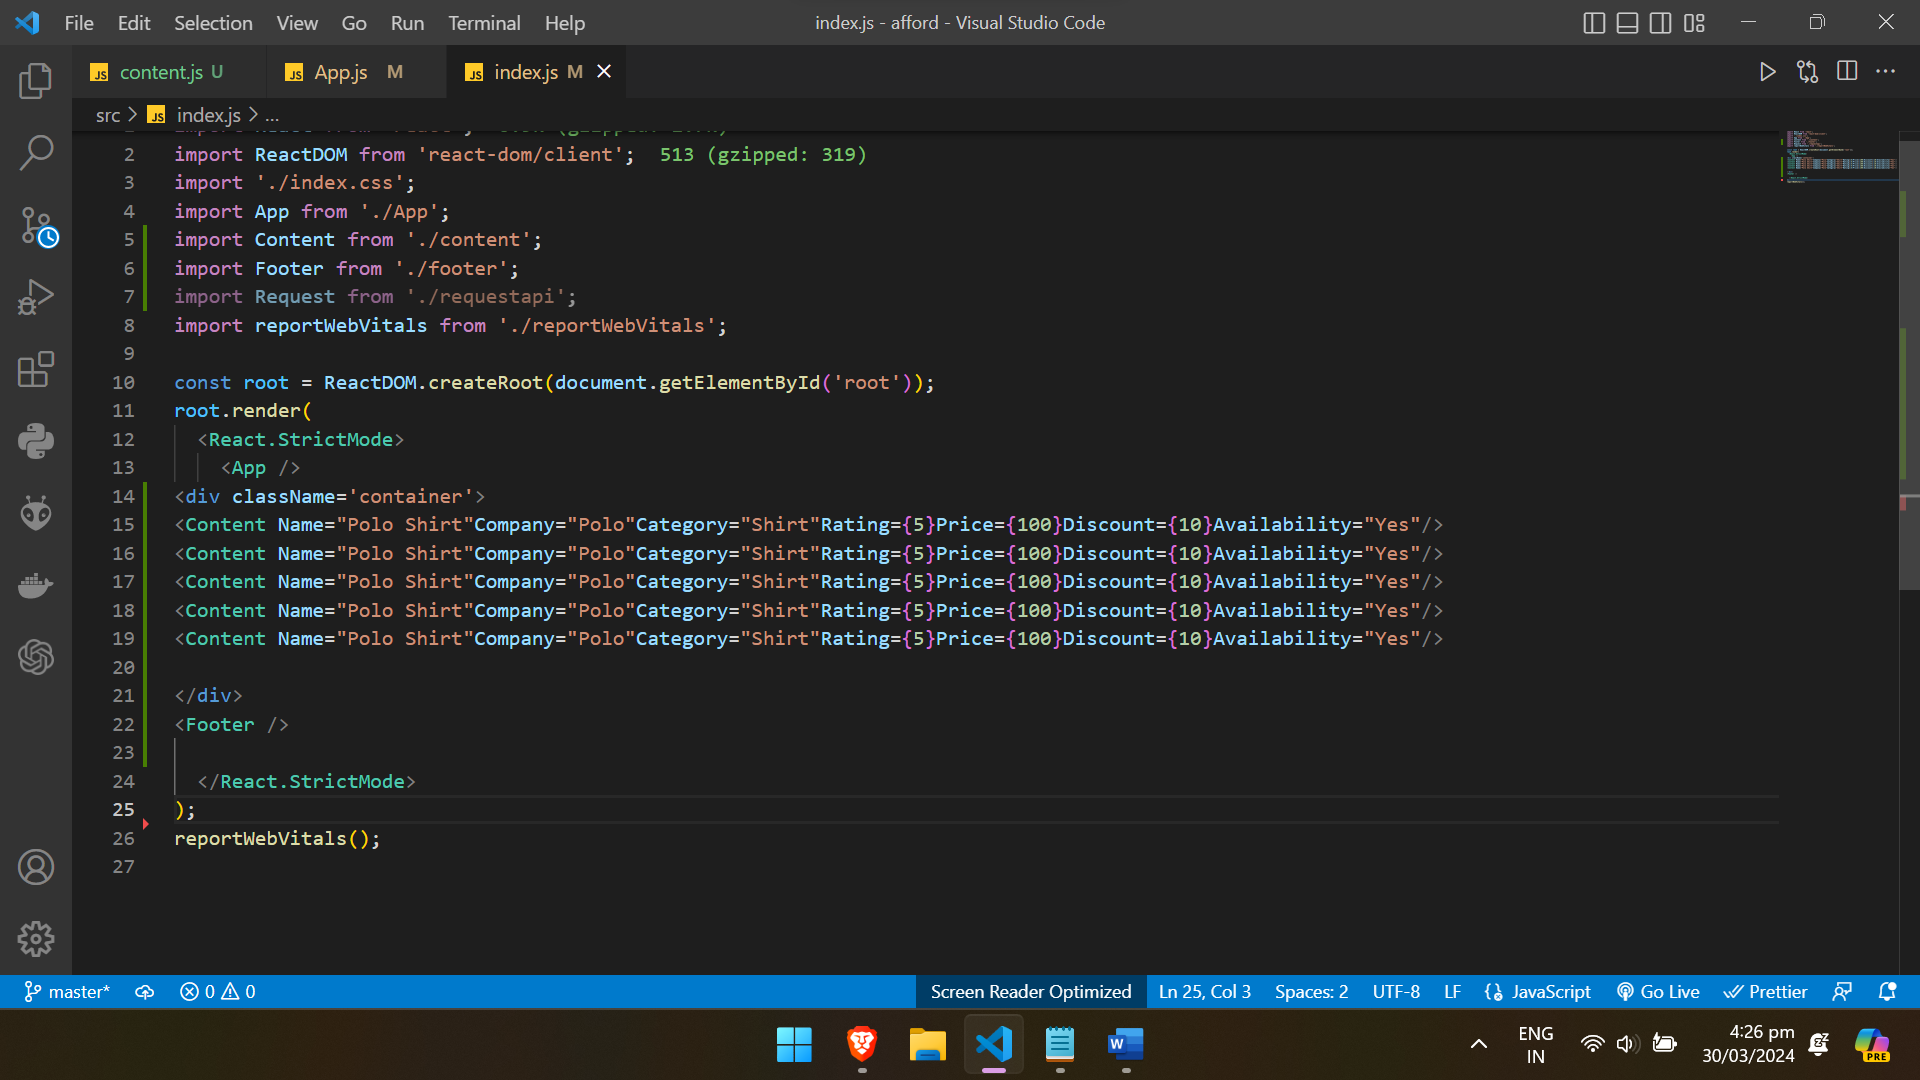 File Edit Selection View Go Run Terminal Help index.js - afford - Visual Studio Code
content.js U App.js M index.js M
src > index.js > ...
2 import ReactDOM from 'react-dom/client'; 513 (gzipped: 319)
3 import './index.css';
4 import App from './App';
5 import Content from './content';
6 import Footer from './footer';
7 import Request from './requestapi';
8 import reportWebVitals from './reportWebVitals';
9
10 const root = ReactDOM.createRoot(document.getElementById('root'));
11 root.render(
12 <React.StrictMode>
13 <App />
14 <div className='container'>
15 <Content Name="Polo Shirt"Company="Polo"Category="Shirt"Rating={5}Price={100}Discount={10}Availability="Yes"/>
16 <Content Name="Polo Shirt"Company="Polo"Category="Shirt"Rating={5}Price={100}Discount={10}Availability="Yes"/>
17 <Content Name="Polo Shirt"Company="Polo"Category="Shirt"Rating={5}Price={100}Discount={10}Availability="Yes"/>
18 <Content Name="Polo Shirt"Company="Polo"Category="Shirt"Rating={5}Price={100}Discount={10}Availability="Yes"/>
19 <Content Name="Polo Shirt"Company="Polo"Category="Shirt"Rating={5}Price={100}Discount={10}Availability="Yes"/>
20
21 </div>
22 <Footer />
23
24 </React.StrictMode>
25 );
26 reportWebVitals();
27
master* 0 0 Screen Reader Optimized Ln 25, Col 3 Spaces: 2 UTF-8 LF JavaScript Go Live Prettier
ENG 4:26 pm
IN 30/03/2024 PRE